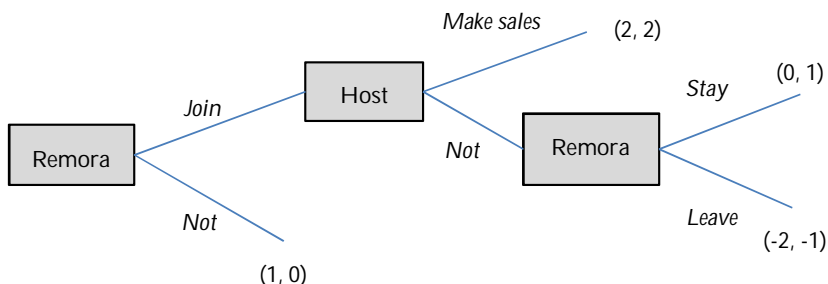 Make sales
(2, 2)
(0, 1)
Host
Stay
Join
Remora
Not
Remora
Leave
Not
(-2, -1)
(1, 0)